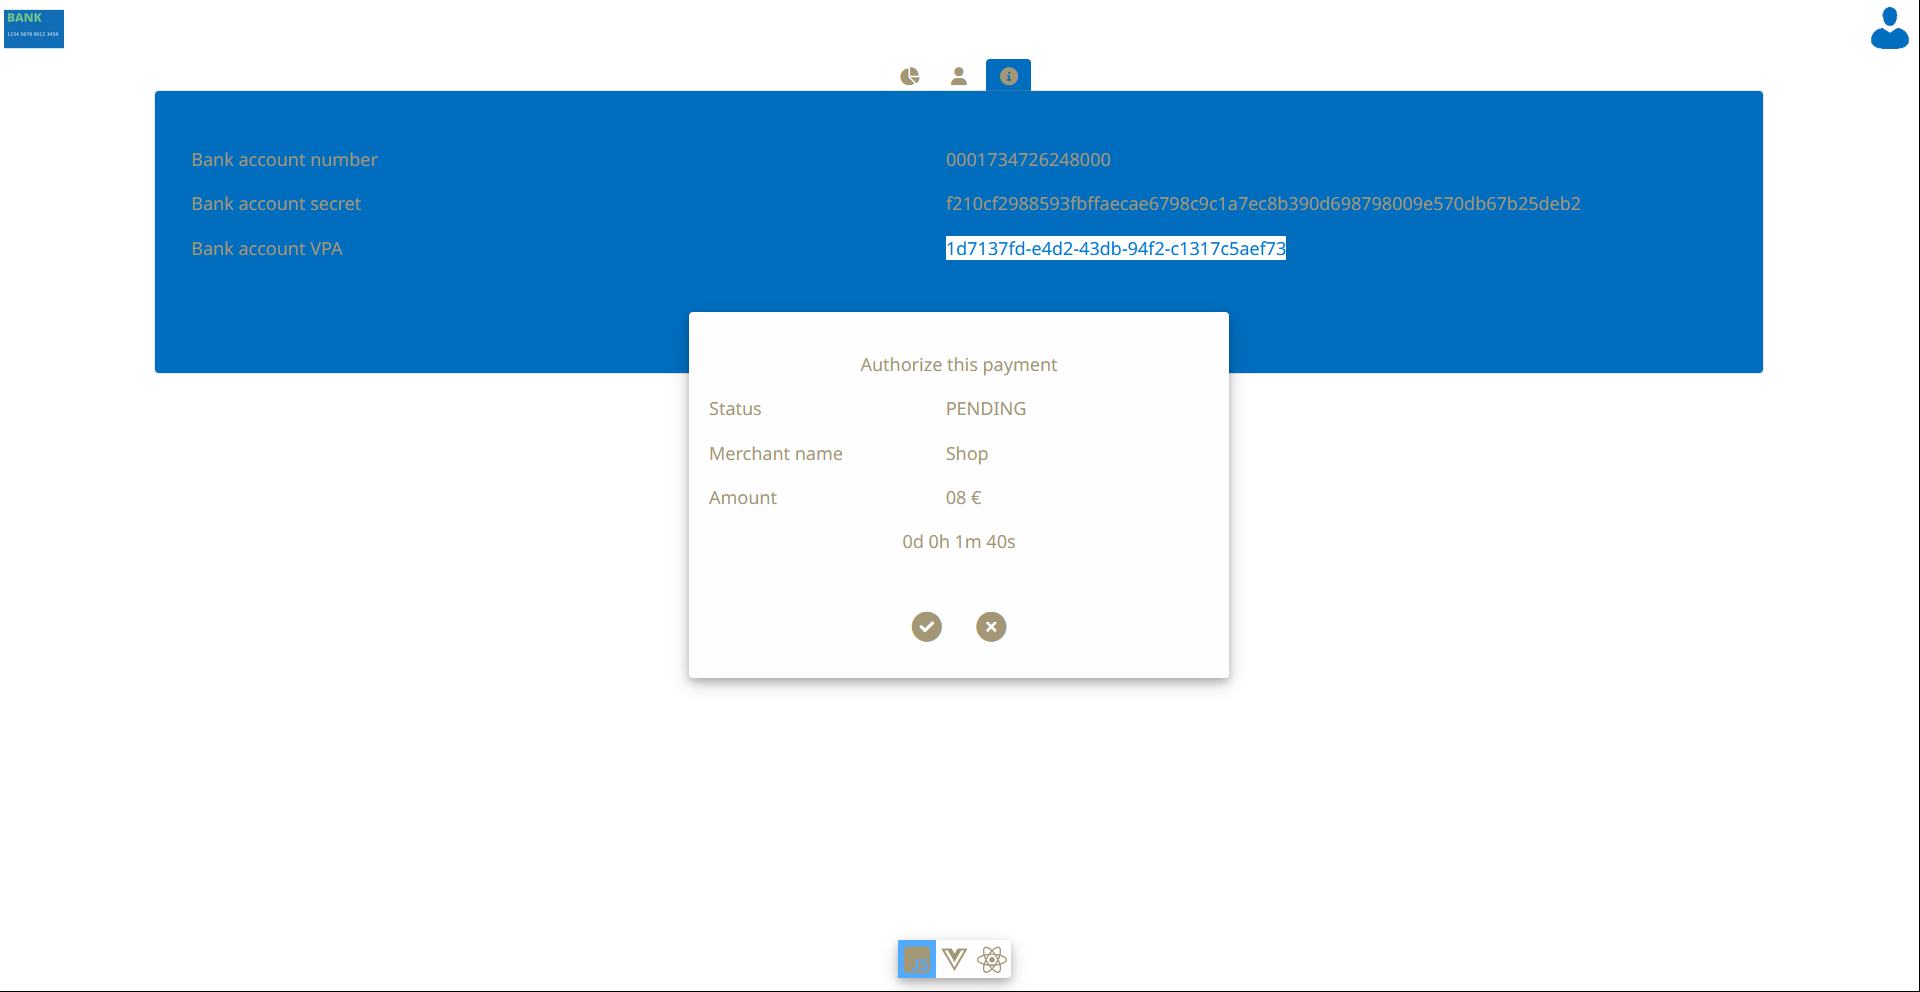 BANK
1234 5678 9012 3456
Bank account number 0001734726248000
Bank account secret f210cf2988593fbffaecae6798c9c1a7ec8b390d698798009e570db67b25deb2
Bank account VPA 1d7137fd-e4d2-43db-94f2-c1317c5aef73
Authorize this payment
Status PENDING
Merchant name Shop
Amount 08 €
0d 0h 1m 40s
JS